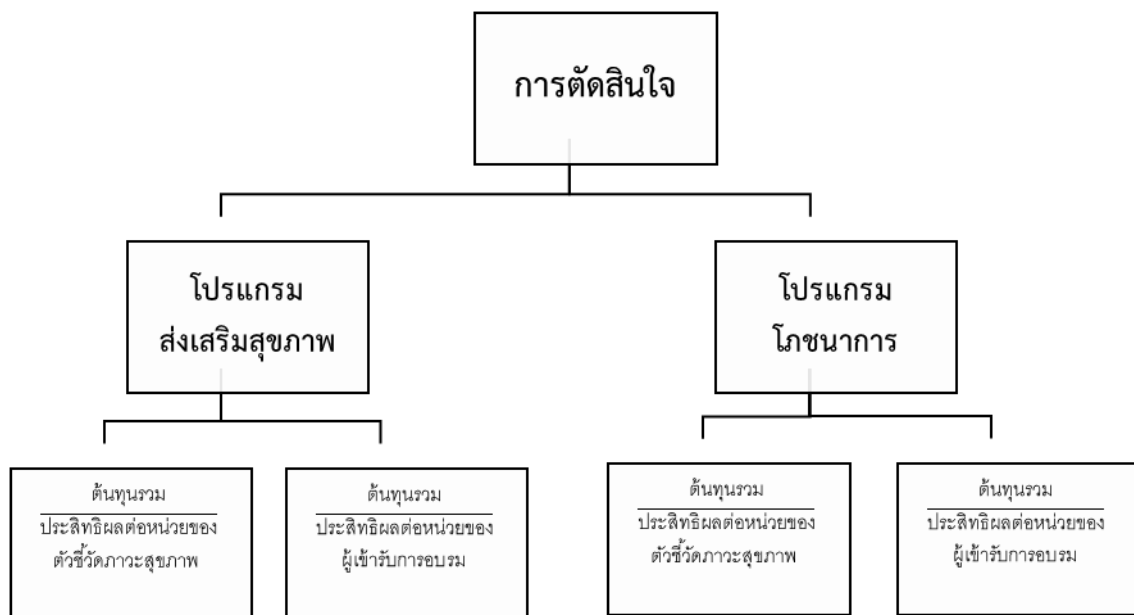 การตัดสินใจ
โปรแกรม
ส่งเสริมสุขภาพ
โปรแกรม
โภชนาการ
ต้นทุนรวม
ประสิทธิผลต่อหน่วยของ
ตัวชี้วัดภาวะสุขภาพ
ต้นทุนรวม
ประสิทธิผลต่อหน่วยของ
ผู้เข้ารับการอบรม
ต้นทุนรวม
ประสิทธิผลต่อหน่วยของ
ตัวชี้วัดภาวะสุขภาพ
ต้นทุนรวม
ประสิทธิผลต่อหน่วยของ
ผู้เข้ารับการอบรม